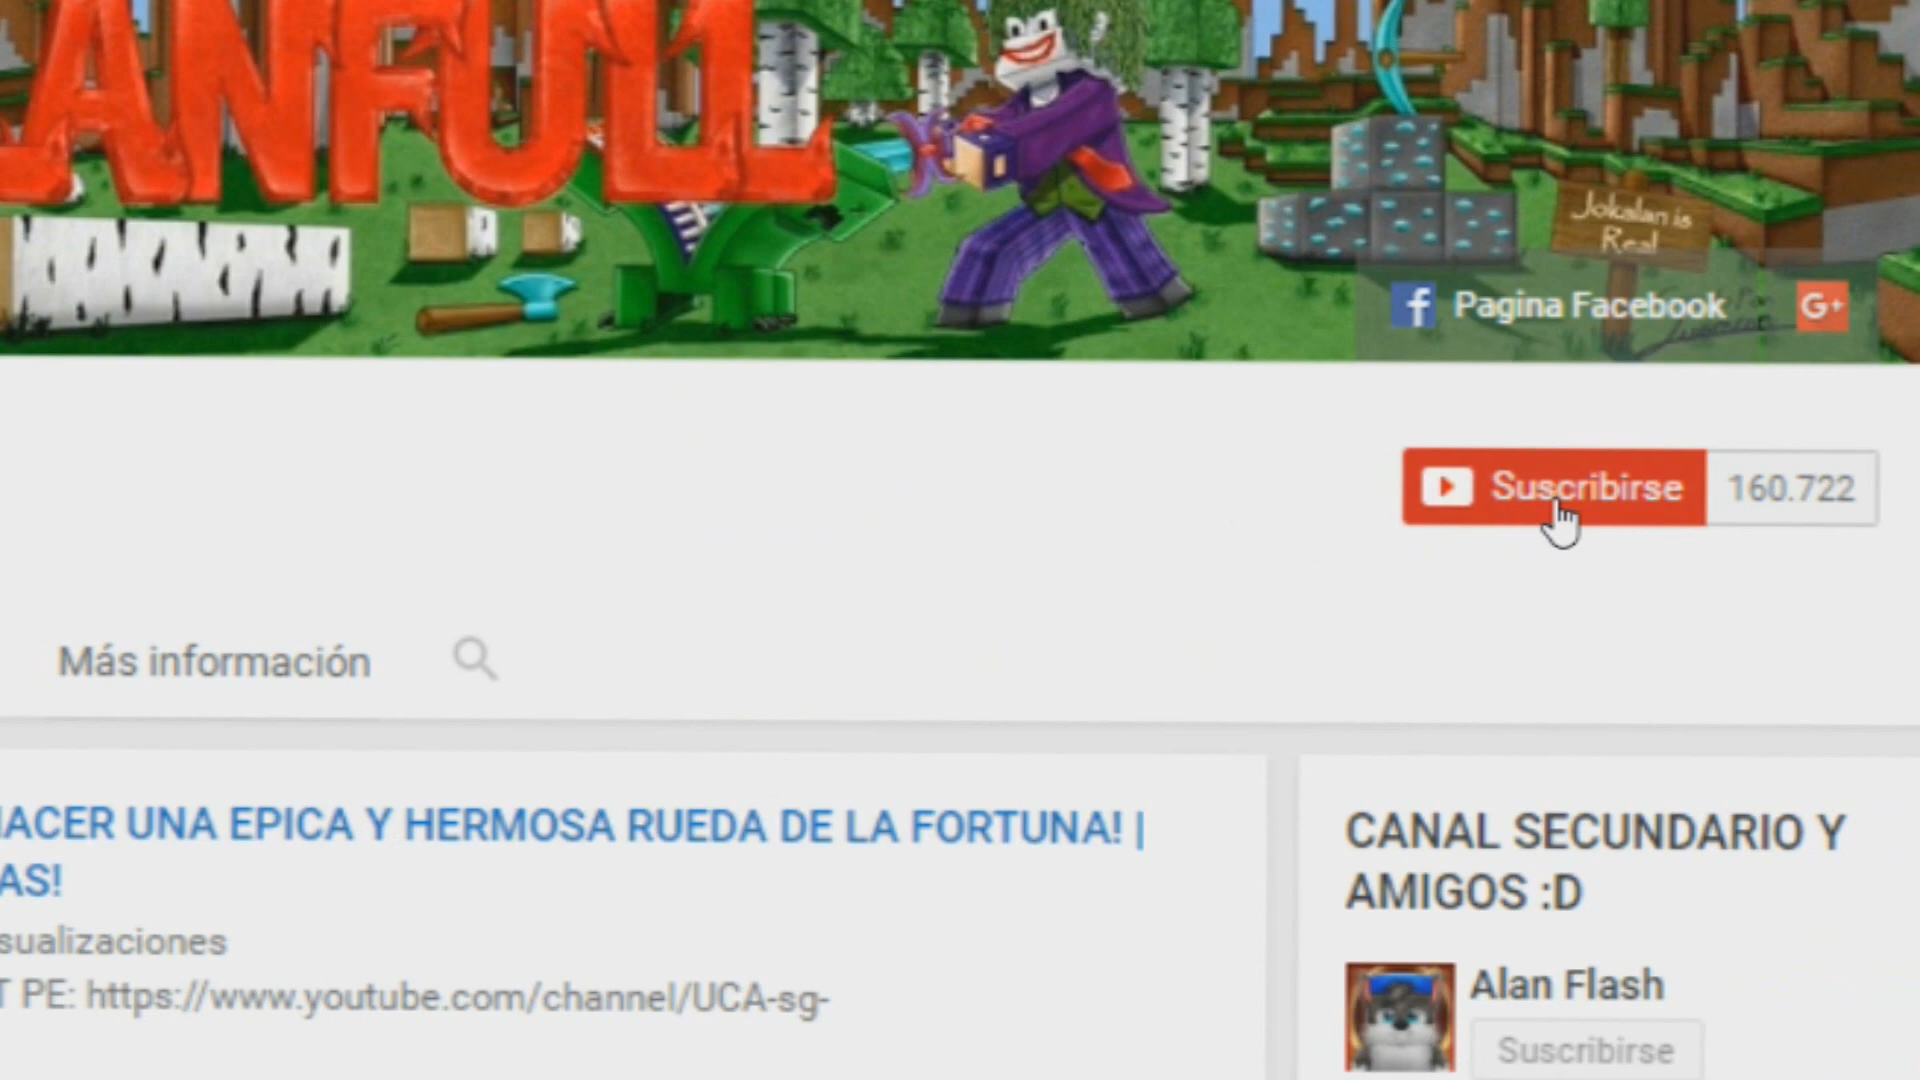 ANFULL
Jokalan is
Real
Pagina Facebook
G+
Suscribirse 160.722
Más información
HACER UNA EPICA Y HERMOSA RUEDA DE LA FORTUNA! |
AS!
sualizaciones
T PE: https://www.youtube.com/channel/UCA-sg-
CANAL SECUNDARIO Y
AMIGOS :D
Alan Flash
Suscribirse